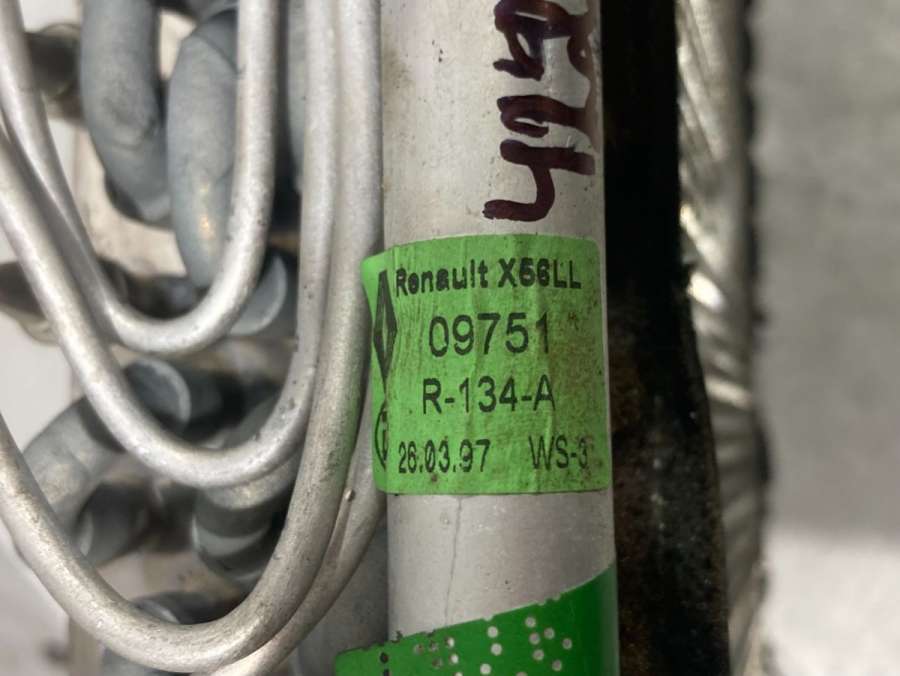 Renault X56LL
09751
R-134-A
26.03.97 WS-3